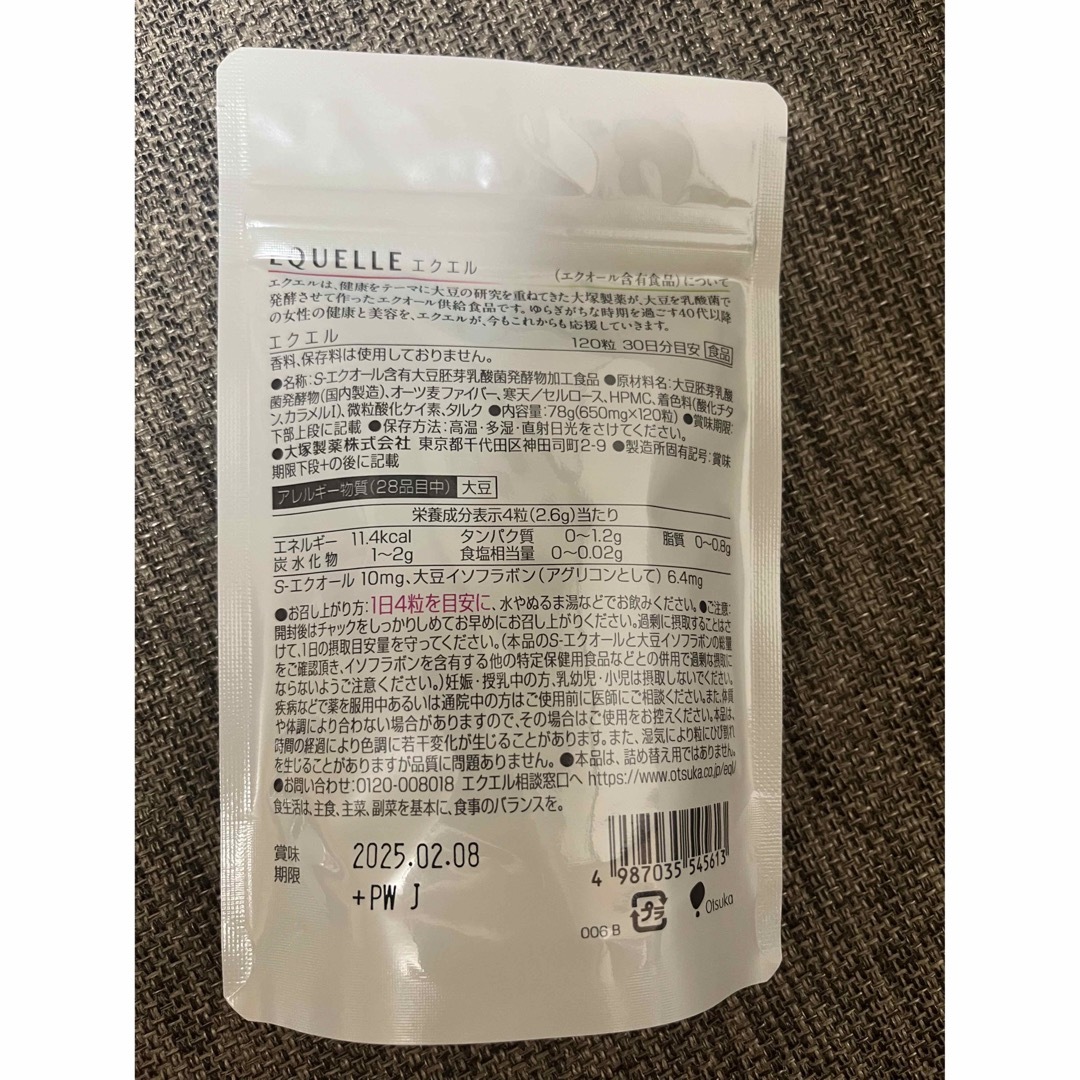 EQUELLE エクエル (エクオール含有食品)について
エクエルは、健康をテーマに大豆の研究を重ねてきた大塚製薬が、大豆を乳酸菌で
発酵させて作ったエクオール供給食品です。ゆらぎがちな時期を過ごす40代以降
の女性の健康と美容を、エクエルが、今もこれからも応援していきます。
エクエル 120粒 30日分目安 食品
香料、保存料は使用しておりません。
●名称:S-エクオール含有大豆胚芽乳酸菌発酵物加工食品 ●原材料名:大豆胚芽乳酸
菌発酵物(国内製造)、オーツ麦ファイバー、寒天/セルロース、HPMC、着色料(酸化チタ
ン、カラメルI)、微粒酸化ケイ素、タルク ●内容量:78g(650mg×120粒) ●賞味期限:
下部上段に記載 ●保存方法:高温・多湿・直射日光をさけてください。
●大塚製薬株式会社 東京都千代田区神田司町2-9 ●製造所固有記号:賞味
期限下段+の後に記載
アレルギー物質(28品目中) 大豆
栄養成分表示4粒(2.6g)当たり
エネルギー 11.4kcal タンパク質 0~1.2g 脂質 0~0.8g
炭水化物 1~2g 食塩相当量 0~0.02g
S-エクオール 10mg、大豆イソフラボン(アグリコンとして) 6.4mg
●お召し上がり方:1日4粒を目安に、水やぬるま湯などでお飲みください。●ご注意:
開封後はチャックをしっかりしめてお早めにお召し上がりください。過剰に摂取することはさ
けて、1日の摂取目安量を守ってください。(本品のS-エクオールと大豆イソフラボンの総量
をご確認頂き、イソフラボンを含有する他の特定保健用食品などとの併用で過剰な摂取に
ならないようご注意ください。)妊娠・授乳中の方、乳幼児・小児は摂取しないでください。
疾病などで薬を服用中あるいは通院中の方はご使用前に医師にご相談ください。また、体質
や体調により合わない場合がありますので、その場合はご使用をお控えください。本品は、
時間の経過により色調に若干変化が生じることがあります。また、湿気により粒にひび割れ
を生じることがありますが品質に問題ありません。 ●本品は、詰め替え用ではありません。
●お問い合わせ:0120-008018 エクエル相談窓口へ https://www.otsuka.co.jp/eql/
食生活は、主食、主菜、副菜を基本に、食事のバランスを。
賞味
期限
2025.02.08
+PW J
4 987035 545613
プラ
Otsuka
006 B